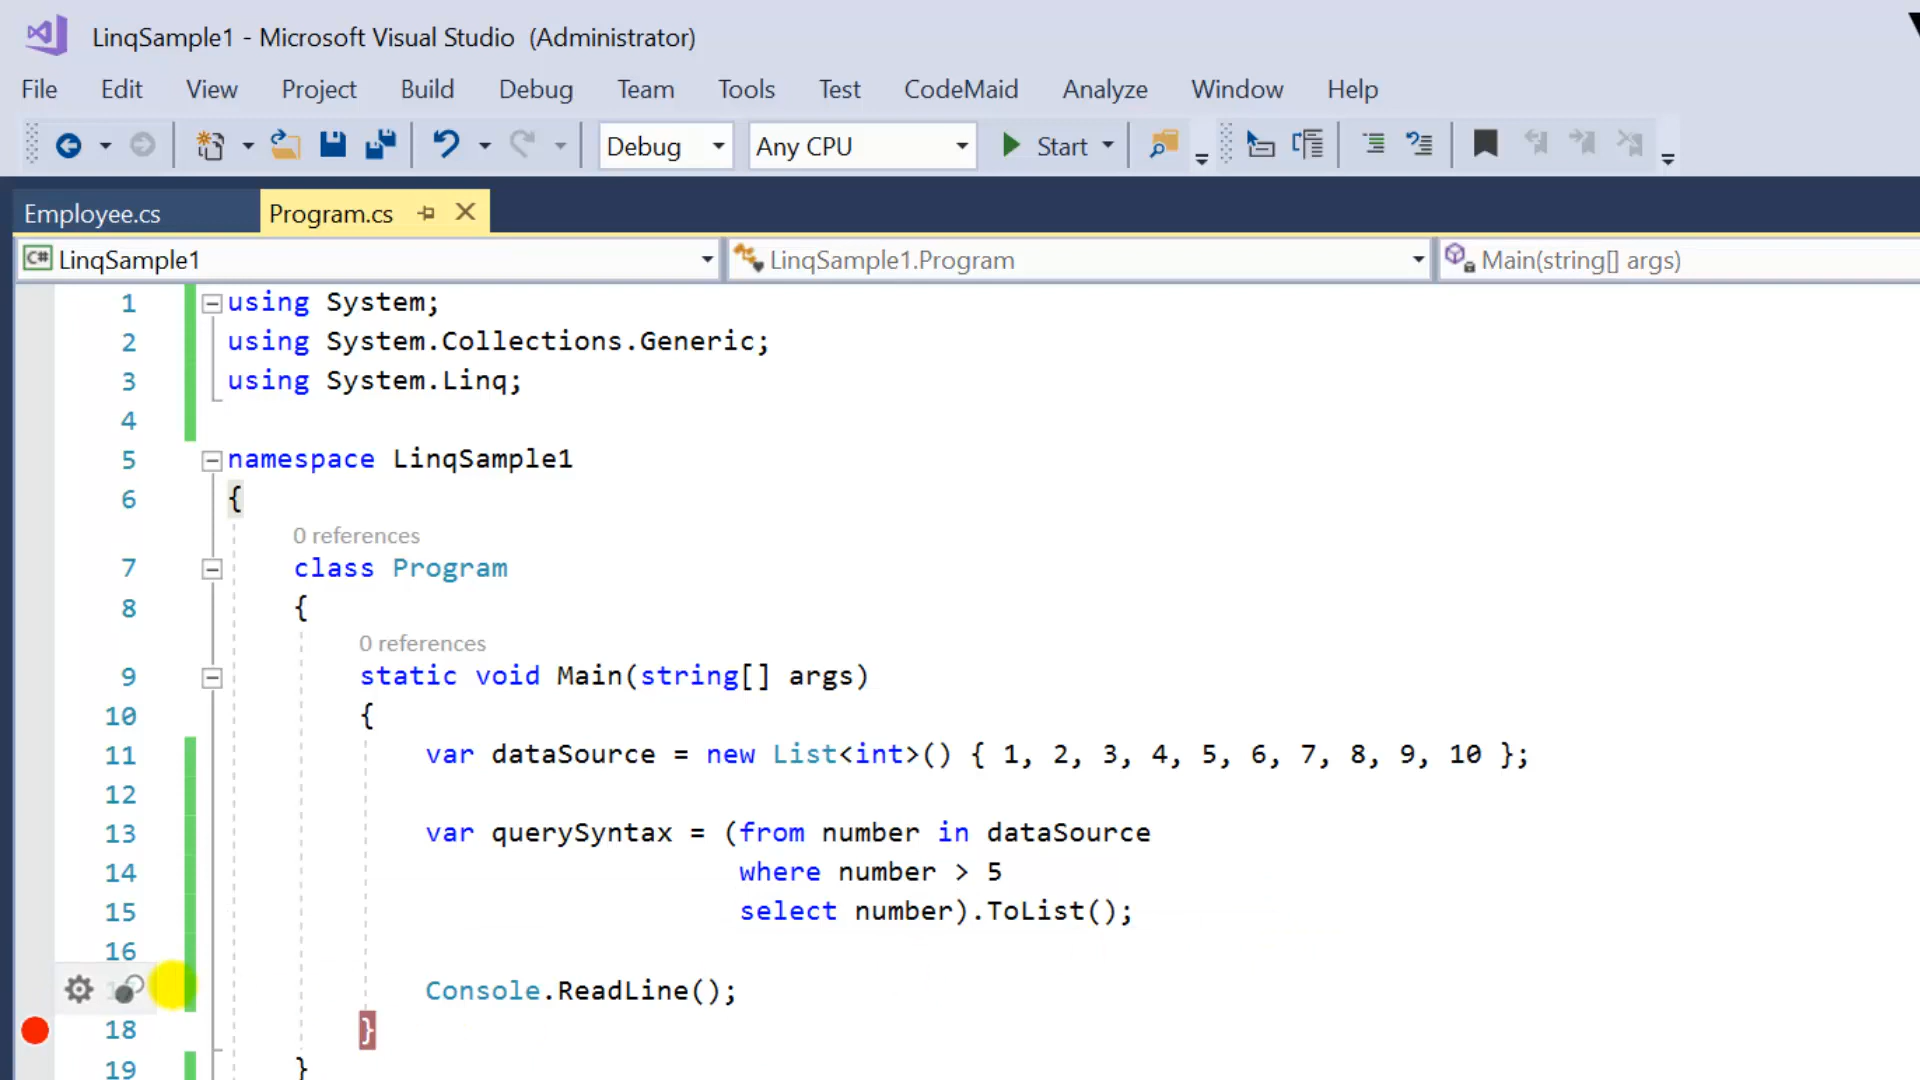 LinqSample1 - Microsoft Visual Studio (Administrator)
File Edit View Project Build Debug Team Tools Test CodeMaid Analyze Window Help
Debug Any CPU Start
Employee.cs Program.cs
C# LinqSample1 LinqSample1.Program Main(string[] args)
1 using System;
2 using System.Collections.Generic;
3 using System.Linq;
4
5 namespace LinqSample1
6 {
0 references
7 class Program
8 {
0 references
9 static void Main(string[] args)
10 {
11 var dataSource = new List<int>() { 1, 2, 3, 4, 5, 6, 7, 8, 9, 10 };
12
13 var querySyntax = (from number in dataSource
14 where number > 5
15 select number).ToList();
16
Console.ReadLine();
18 }
19 }